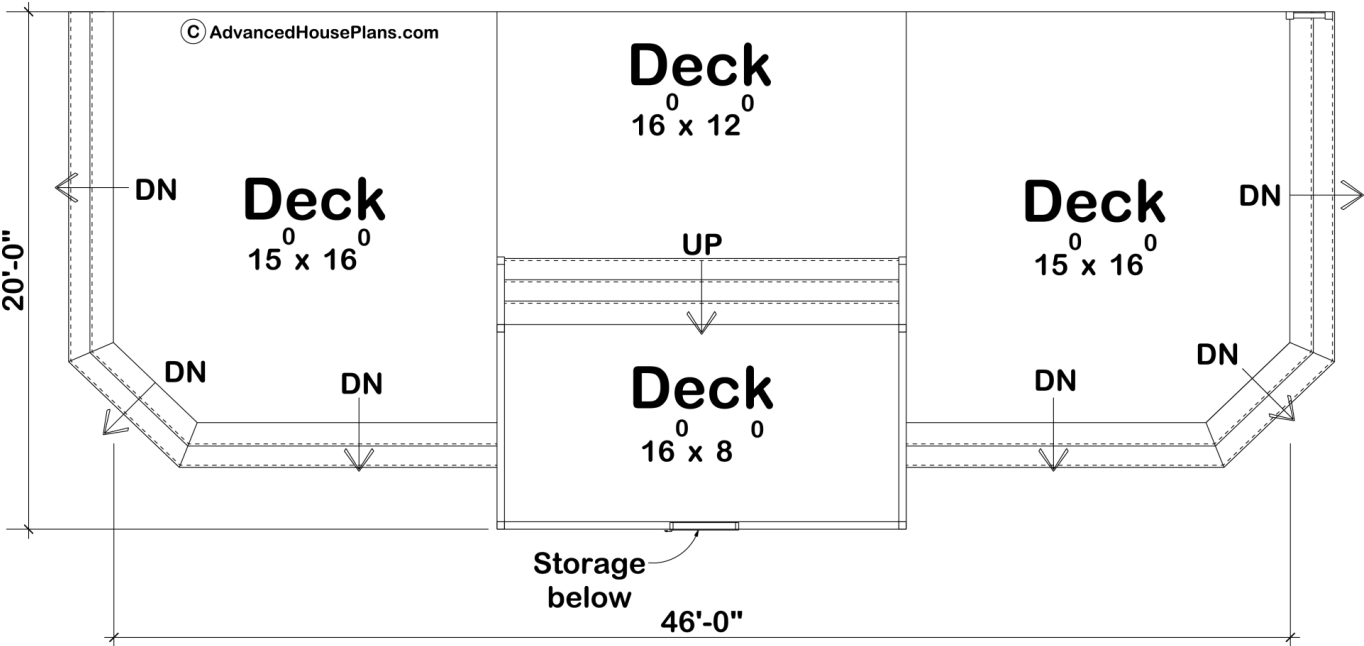 © AdvancedHousePlans.com
Deck
16⁰ x 12⁰
Deck
15⁰ x 16⁰
Deck
15⁰ x 16⁰
DN
DN
UP
20'-0"
DN
DN
DN
DN
Deck
16⁰ x 8⁰
Storage
below
46'-0"